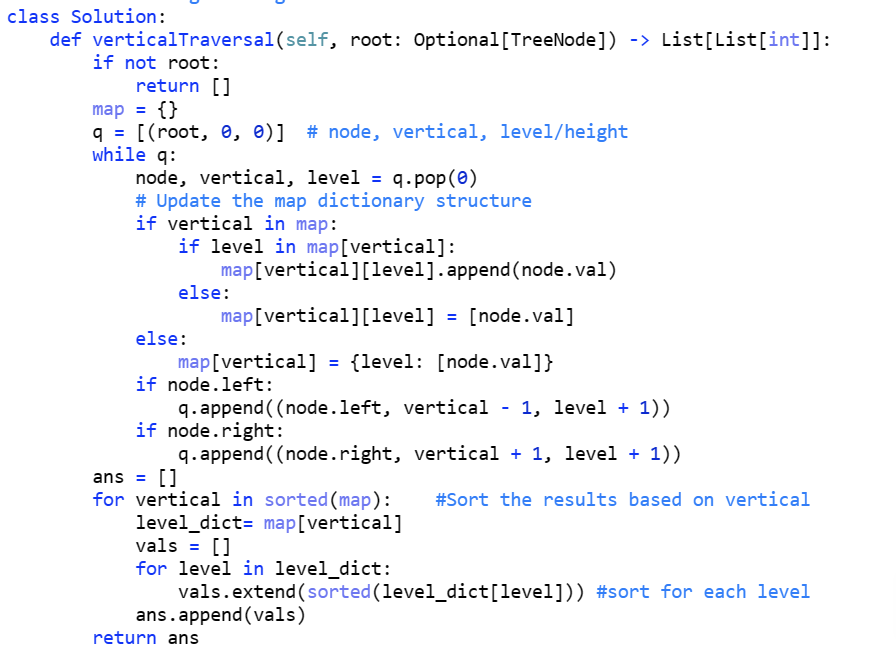 class Solution:
    def verticalTraversal(self, root: Optional[TreeNode]) -> List[List[int]]:
        if not root:
            return []
        map = {}
        q = [(root, 0, 0)]  # node, vertical, level/height
        while q:
            node, vertical, level = q.pop(0)
            # Update the map dictionary structure
            if vertical in map:
                if level in map[vertical]:
                    map[vertical][level].append(node.val)
                else:
                    map[vertical][level] = [node.val]
            else:
                map[vertical] = {level: [node.val]}
            if node.left:
                q.append((node.left, vertical - 1, level + 1))
            if node.right:
                q.append((node.right, vertical + 1, level + 1))
        ans = []
        for vertical in sorted(map):    #Sort the results based on vertical
            level_dict= map[vertical]
            vals = []
            for level in level_dict:
                vals.extend(sorted(level_dict[level])) #sort for each level
            ans.append(vals)
        return ans